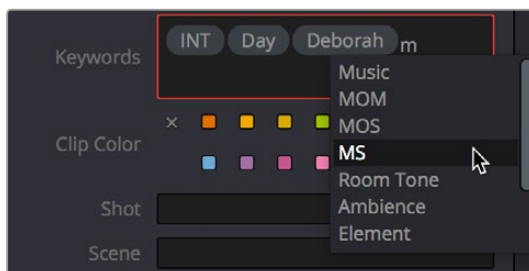 Keywords
INT Day Deborah m
Music
MOM
MOS
Clip Color
MS
Room Tone
Shot
Ambience
Element
Scene